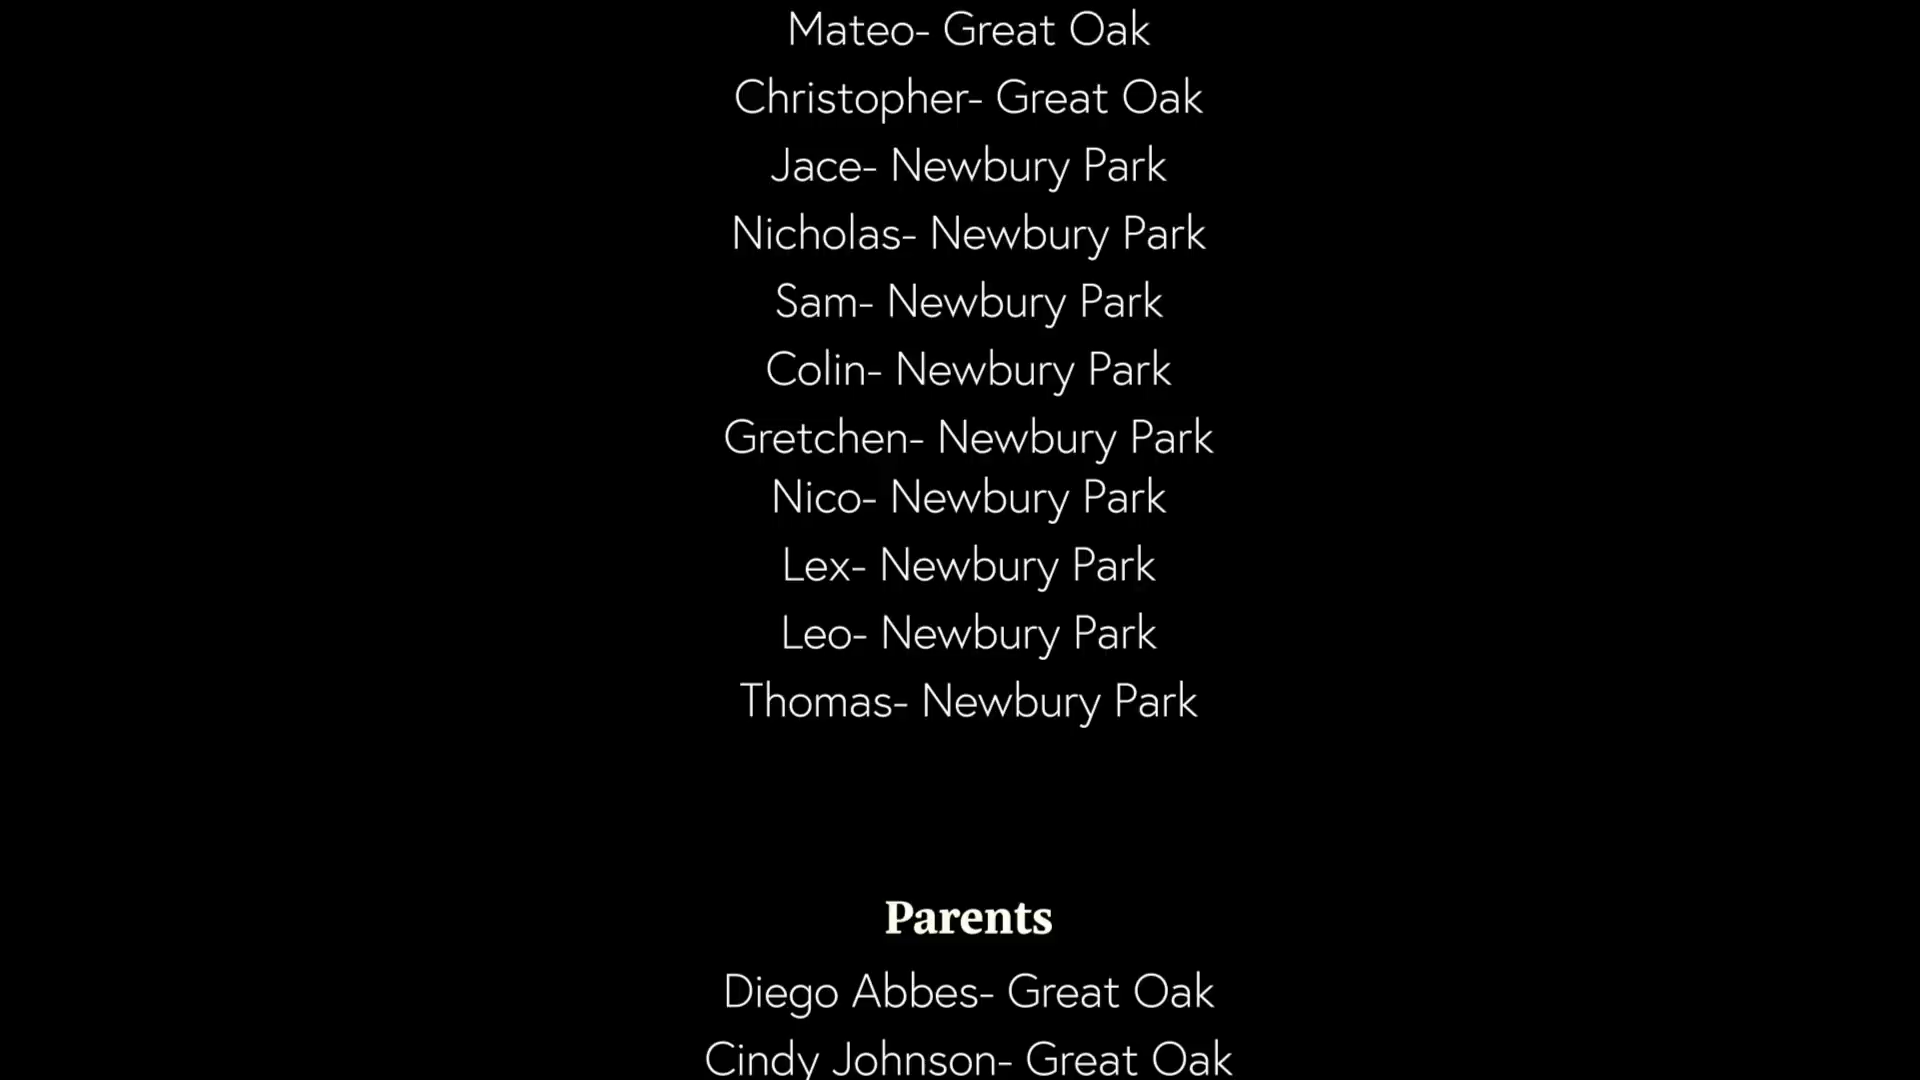 Mateo- Great Oak
Christopher- Great Oak
Jace- Newbury Park
Nicholas- Newbury Park
Sam- Newbury Park
Colin- Newbury Park
Gretchen- Newbury Park
Nico- Newbury Park
Lex- Newbury Park
Leo- Newbury Park
Thomas- Newbury Park
Parents
Diego Abbes- Great Oak
Cindy Johnson- Great Oak